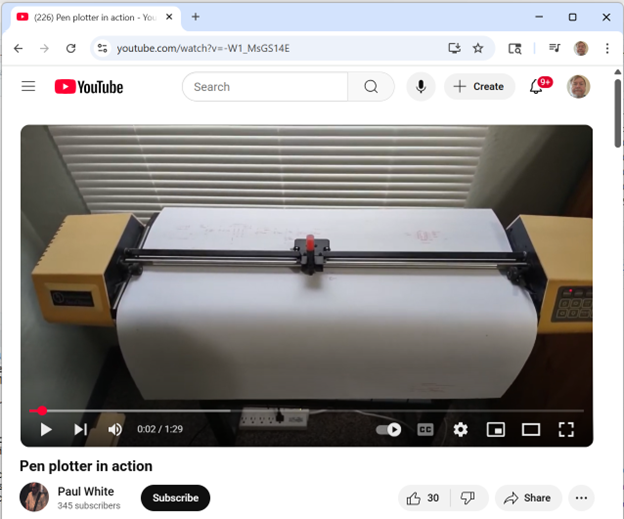 (226) Pen plotter in action - You
youtube.com/watch?v=-W1_MsGS14E
YouTube
Search
Create
9+
0:02 / 1:29
CC
Pen plotter in action
Paul White
345 subscribers
Subscribe
30
Share